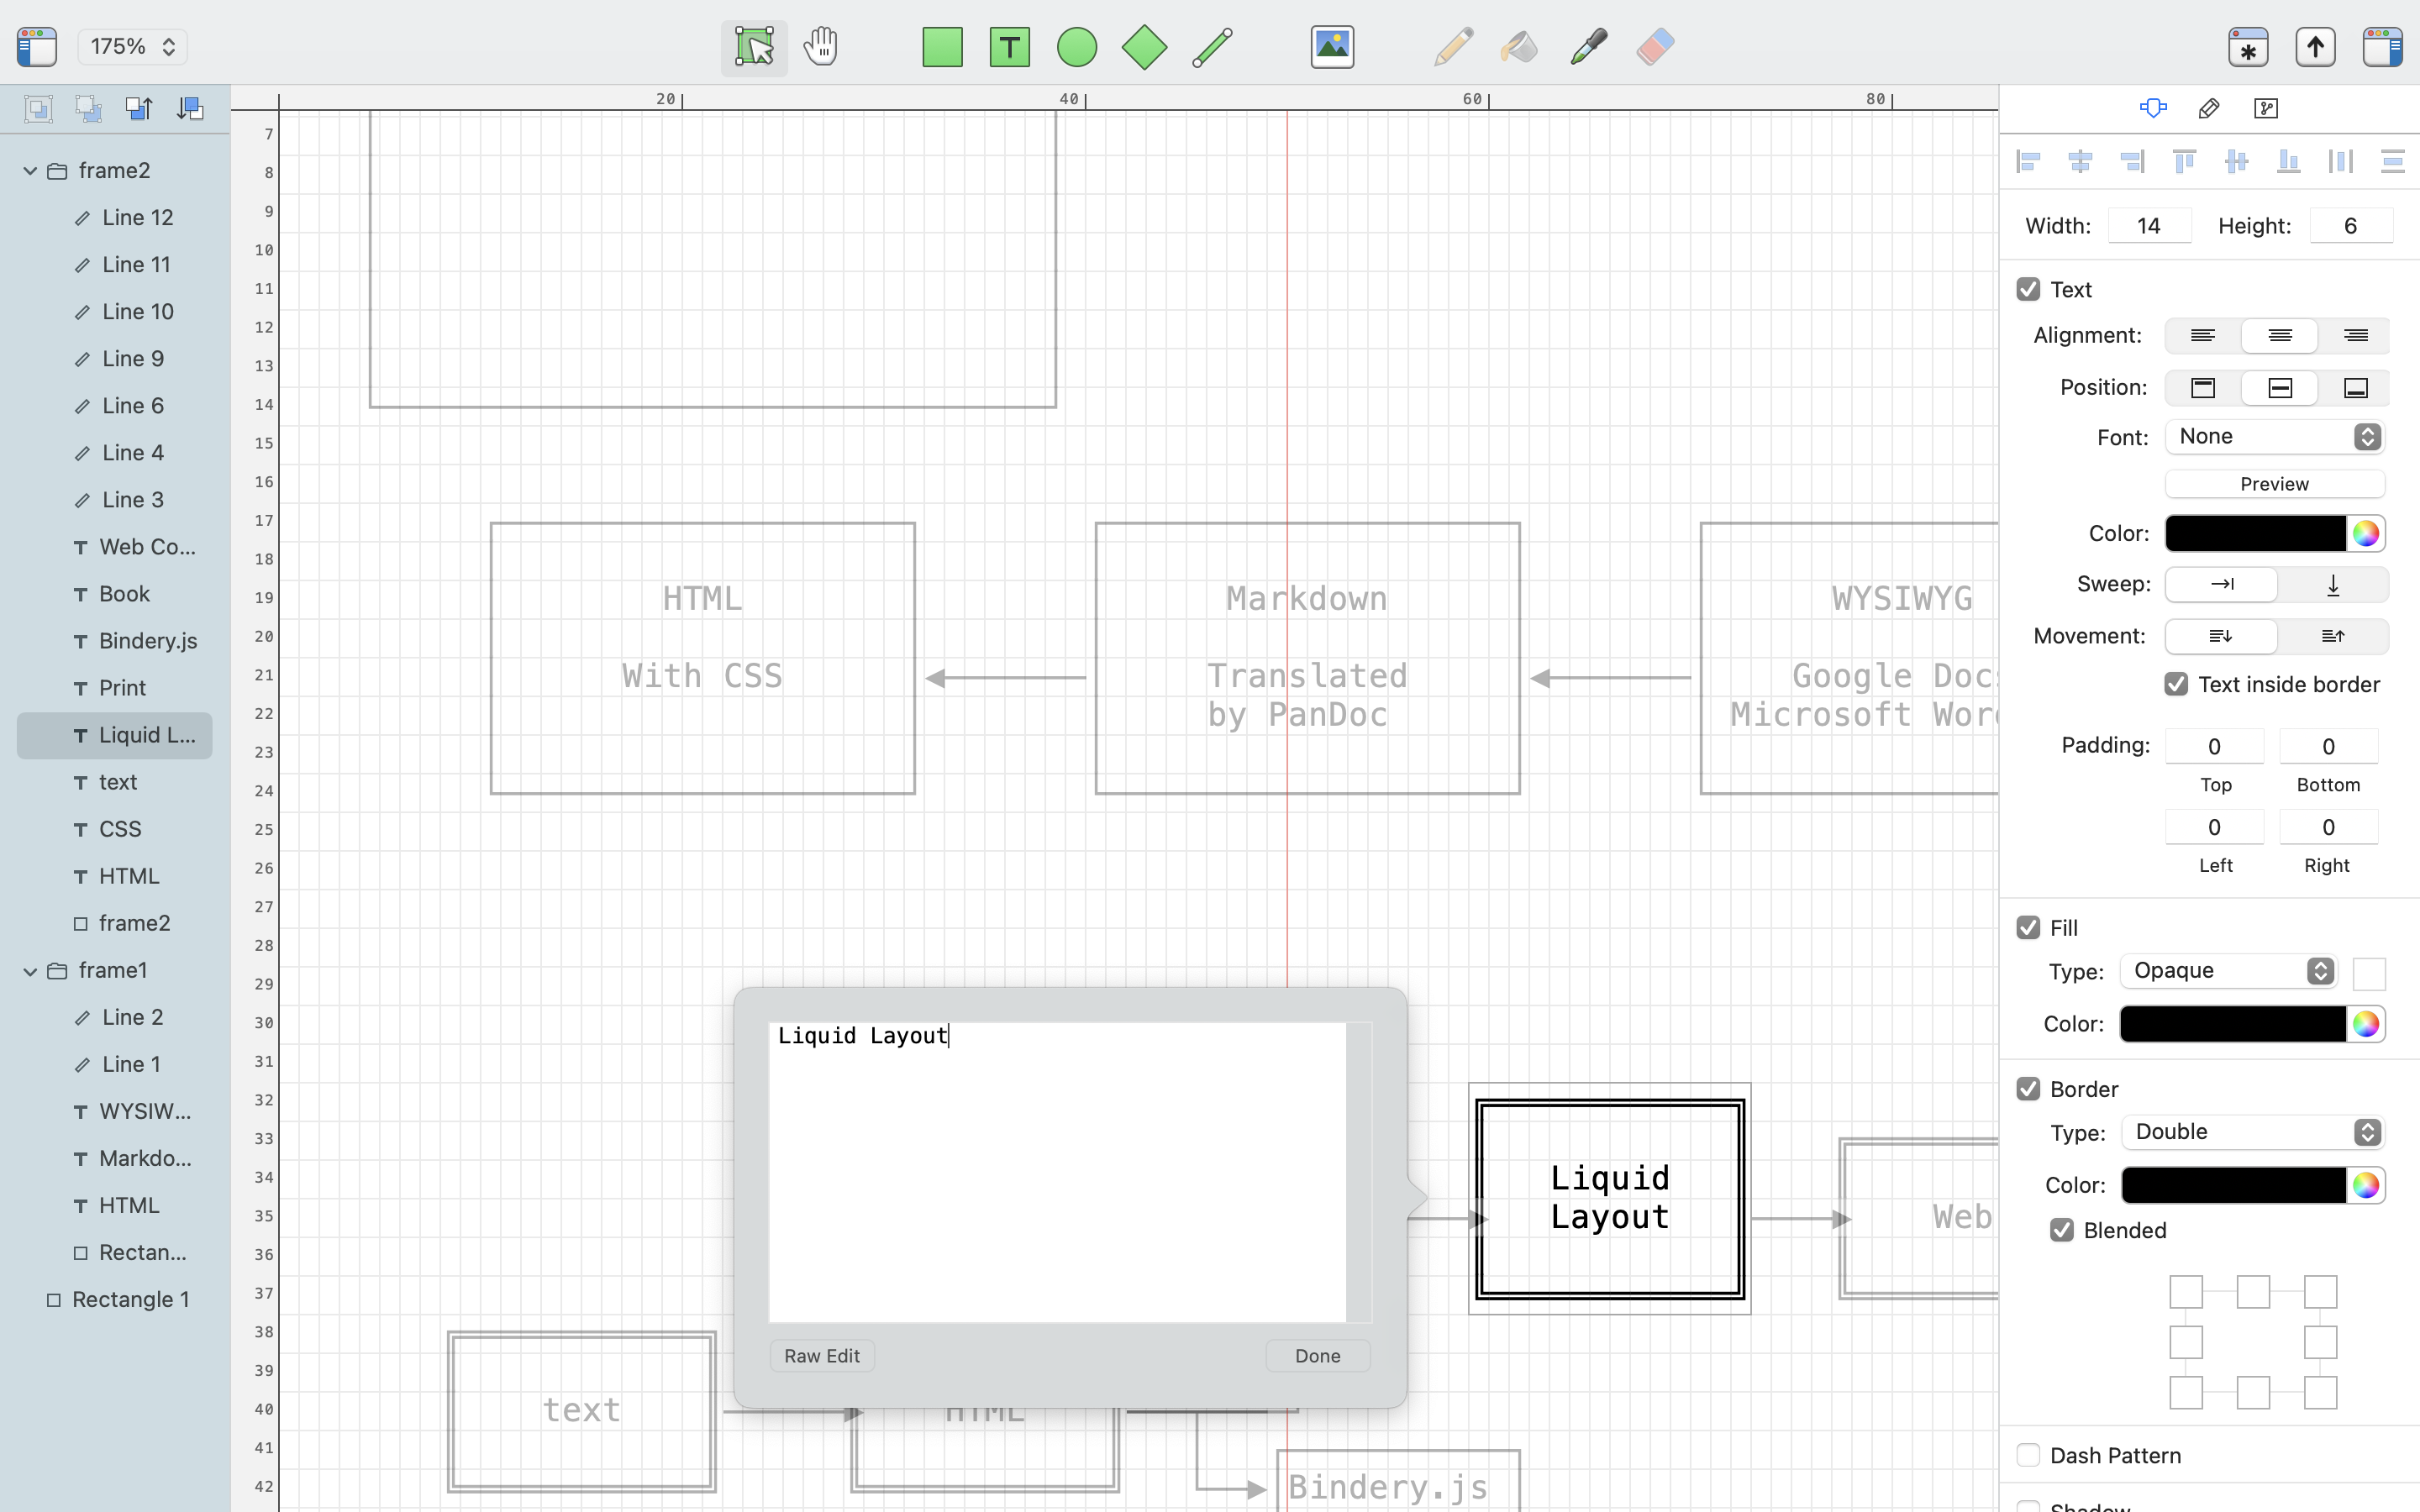 175%
T
20
40
60
80
7
8
9
10
11
12
13
14
15
16
17
18
19
20
21
22
23
24
25
26
27
28
29
30
31
32
33
34
35
36
37
38
39
40
41
42
frame2
Line 12
Line 11
Line 10
Line 9
Line 6
Line 4
Line 3
T Web Co...
T Book
T Bindery.js
T Print
T Liquid L...
T text
T CSS
T HTML
frame2
frame1
Line 2
Line 1
T WYSIW...
T Markdo...
T HTML
Rectan...
Rectangle 1
HTML
With CSS
Markdown
Translated
by PanDoc
WYSIWYG
Google Docs
Microsoft Wor
Liquid Layout
Raw Edit
Done
Liquid
Layout
Web
text
HTML
Bindery.js
Width: 14 Height: 6
Text
Alignment:
Position:
Font: None
Preview
Color:
Sweep:
Movement:
Text inside border
Padding: 0 0
Top Bottom
0 0
Left Right
Fill
Type: Opaque
Color:
Border
Type: Double
Color:
Blended
Dash Pattern
Shadow